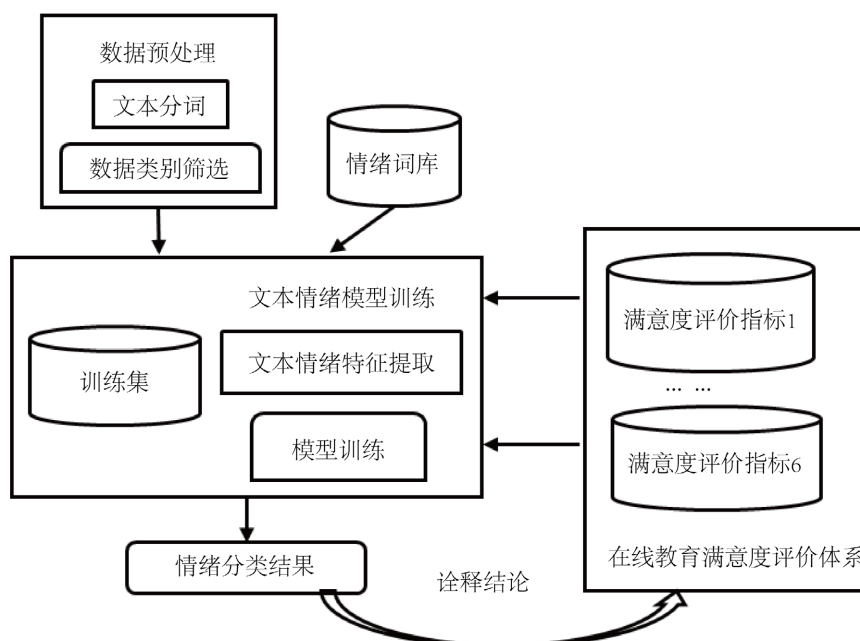 数据预处理
文本分词
数据类别筛选
情绪词库
文本情绪模型训练
训练集
文本情绪特征提取
模型训练
满意度评价指标1
... ...
满意度评价指标6
在线教育满意度评价体系
情绪分类结果
诠释结论